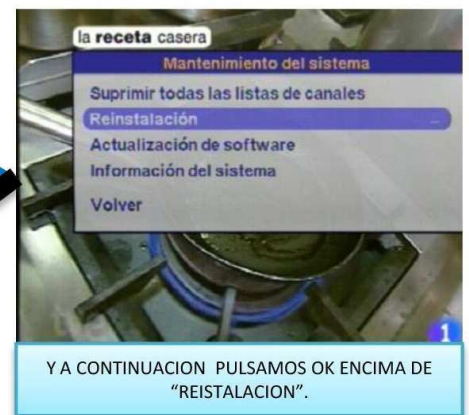 la receta casera
Mantenimiento del sistema
Suprimir todas las listas de canales
Reinstalación
Actualización de software
Información del sistema
Volver
1
Y A CONTINUACION PULSAMOS OK ENCIMA DE
“REISTALACION”.